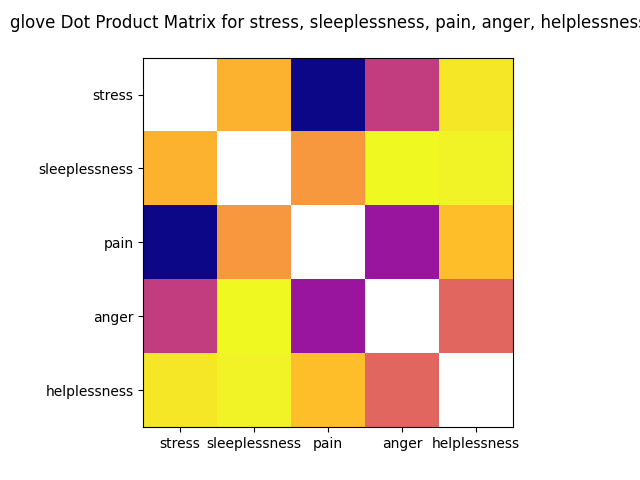 glove Dot Product Matrix for stress, sleeplessness, pain, anger, helplessness
stress
sleeplessness
pain
anger
helplessness
stress sleeplessness pain anger helplessness